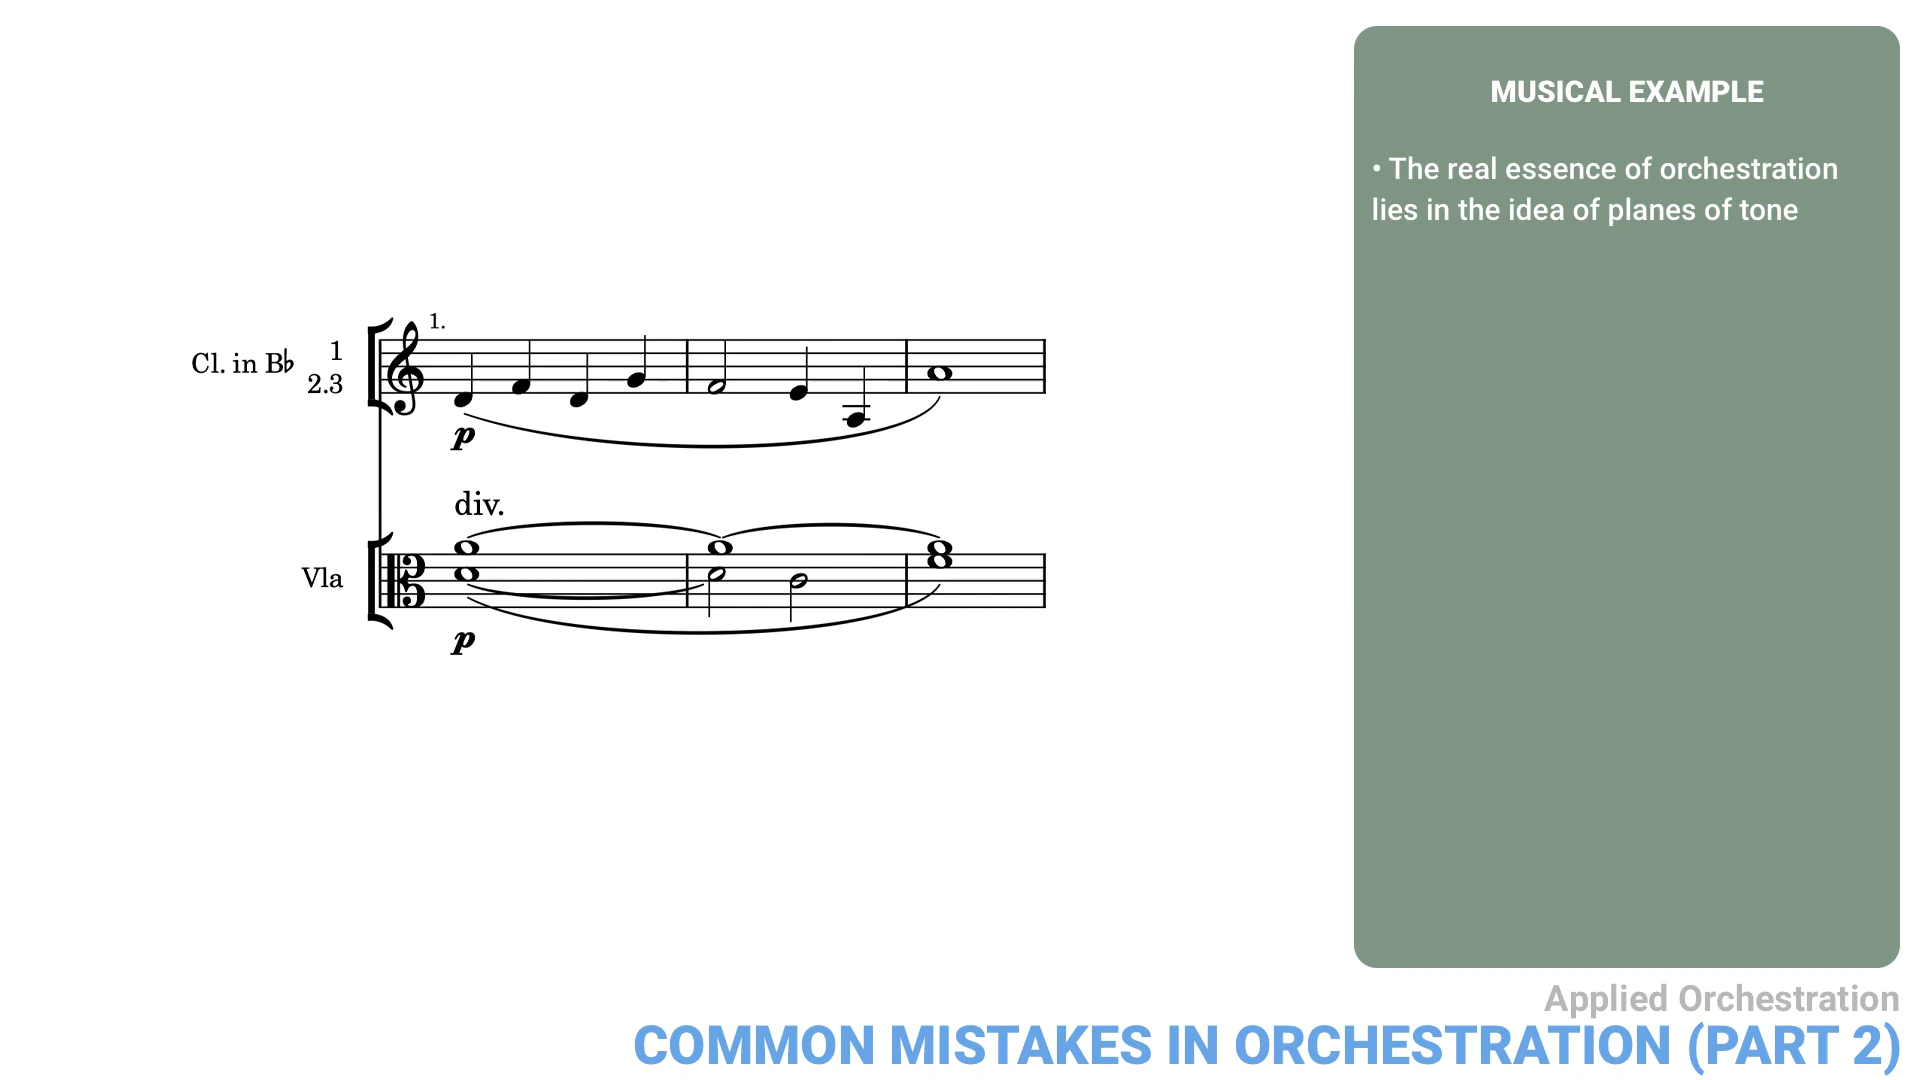 MUSICAL EXAMPLE
• The real essence of orchestration
lies in the idea of planes of tone
1.
Cl. in B♭
1
2.3
p
div.
Vla
p
Applied Orchestration
COMMON MISTAKES IN ORCHESTRATION (PART 2)